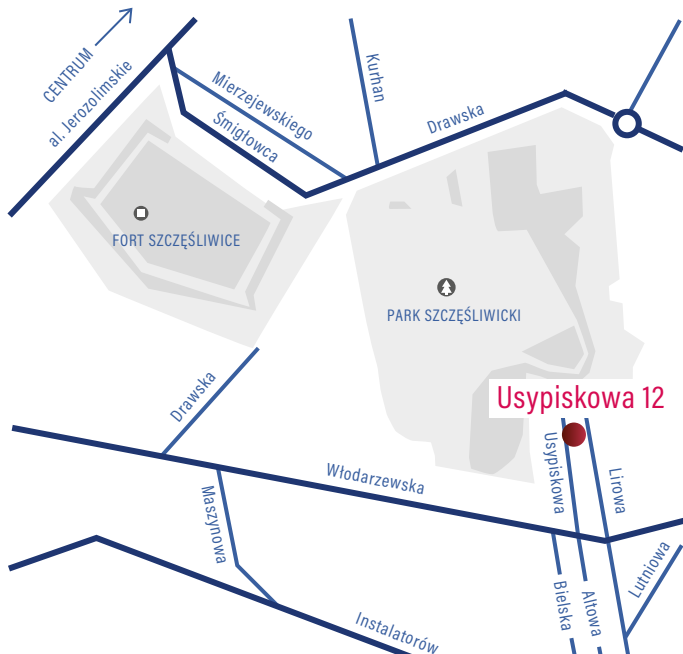 CENTRUM
al. Jerozolimskie
Mierzejewskiego
Śmigłowca
Kurhan
Drawska
FORT SZCZĘŚLIWICE
PARK SZCZĘŚLIWICKI
Drawska
Usypiskowa 12
Usypiskowa
Lirowa
Włodarzewska
Maszynowa
Bielska
Altowa
Lutniowa
Instalatorów